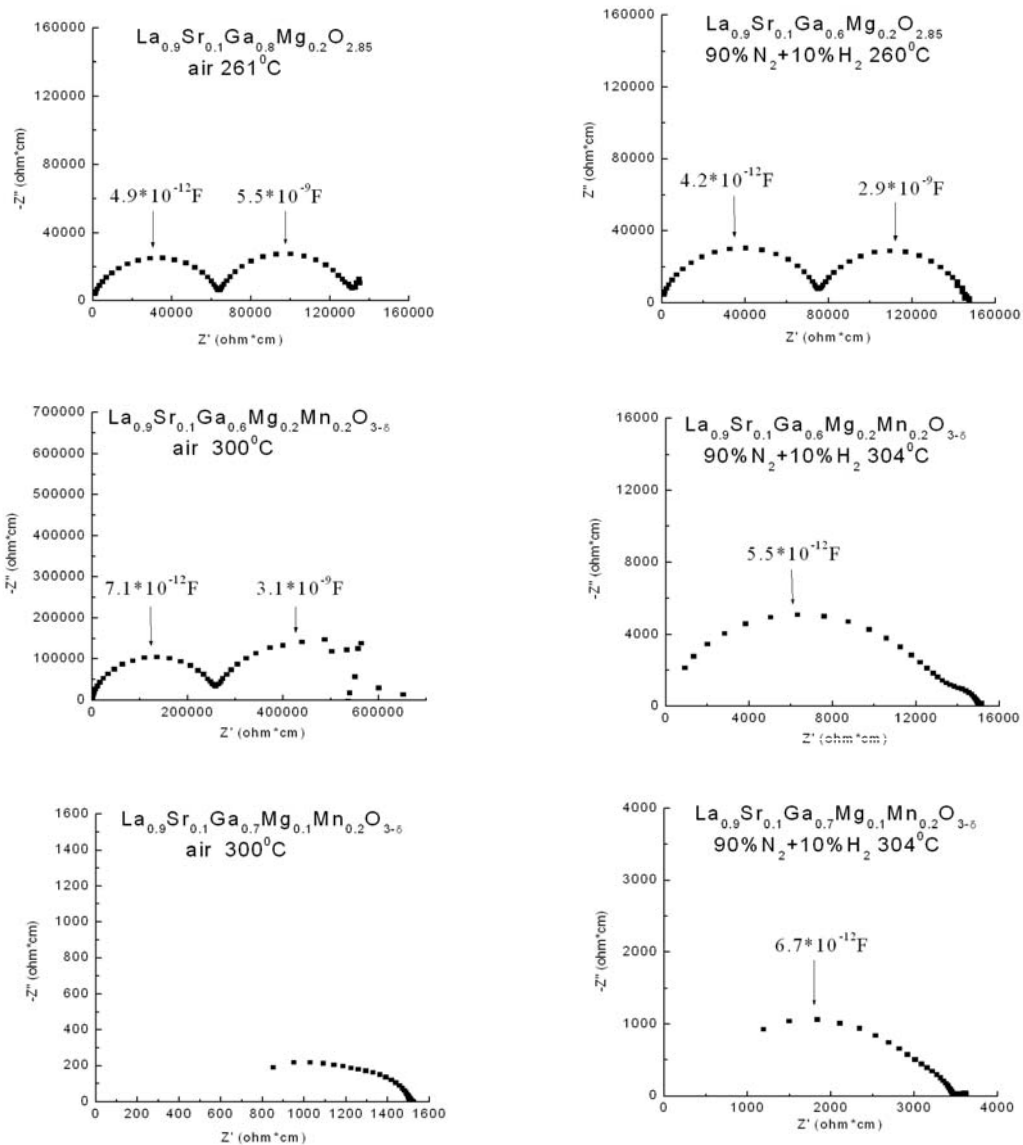 La0.9Sr0.1Ga0.8Mg0.2O2.85
air 261⁰C
160000
120000
80000
40000
0
-Z" (ohm*cm)
4.9*10⁻¹²F
5.5*10⁻⁹F
0 40000 80000 120000 160000
Z' (ohm*cm)
La0.9Sr0.1Ga0.6Mg0.2O2.85
90%N2+10%H2 260⁰C
160000
120000
80000
40000
0
Z" (ohm*cm)
4.2*10⁻¹²F
2.9*10⁻⁹F
0 40000 80000 120000 160000
Z' (ohm*cm)
La0.9Sr0.1Ga0.6Mg0.2Mn0.2O3-δ
air 300⁰C
700000
600000
500000
400000
300000
200000
100000
0
-Z" (ohm*cm)
7.1*10⁻¹²F
3.1*10⁻⁹F
0 200000 400000 600000
Z' (ohm*cm)
La0.9Sr0.1Ga0.6Mg0.2Mn0.2O3-δ
90%N2+10%H2 304⁰C
16000
12000
8000
4000
0
-Z" (ohm*cm)
5.5*10⁻¹²F
0 4000 8000 12000 16000
Z' (ohm*cm)
La0.9Sr0.1Ga0.7Mg0.1Mn0.2O3-δ
air 300⁰C
1600
1400
1200
1000
800
600
400
200
0
-Z" (ohm*cm)
0 200 400 600 800 1000 1200 1400 1600
Z' (ohm*cm)
La0.9Sr0.1Ga0.7Mg0.1Mn0.2O3-δ
90%N2+10%H2 304⁰C
4000
3000
2000
1000
0
-Z" (ohm*cm)
6.7*10⁻¹²F
0 1000 2000 3000 4000
Z' (ohm*cm)